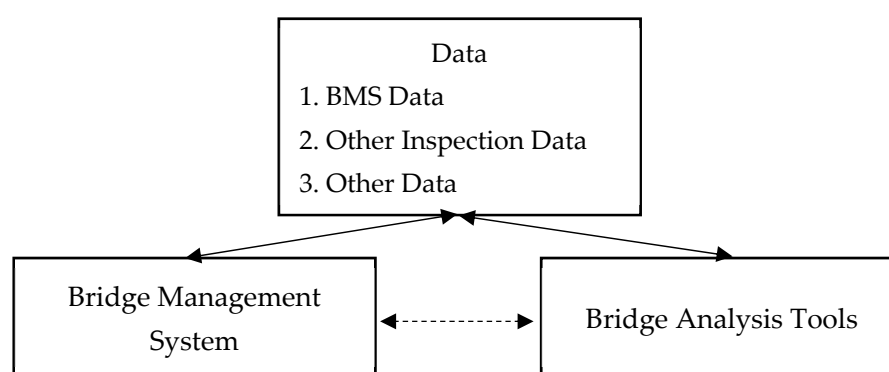 Data
1. BMS Data
2. Other Inspection Data
3. Other Data
Bridge Management
System
Bridge Analysis Tools